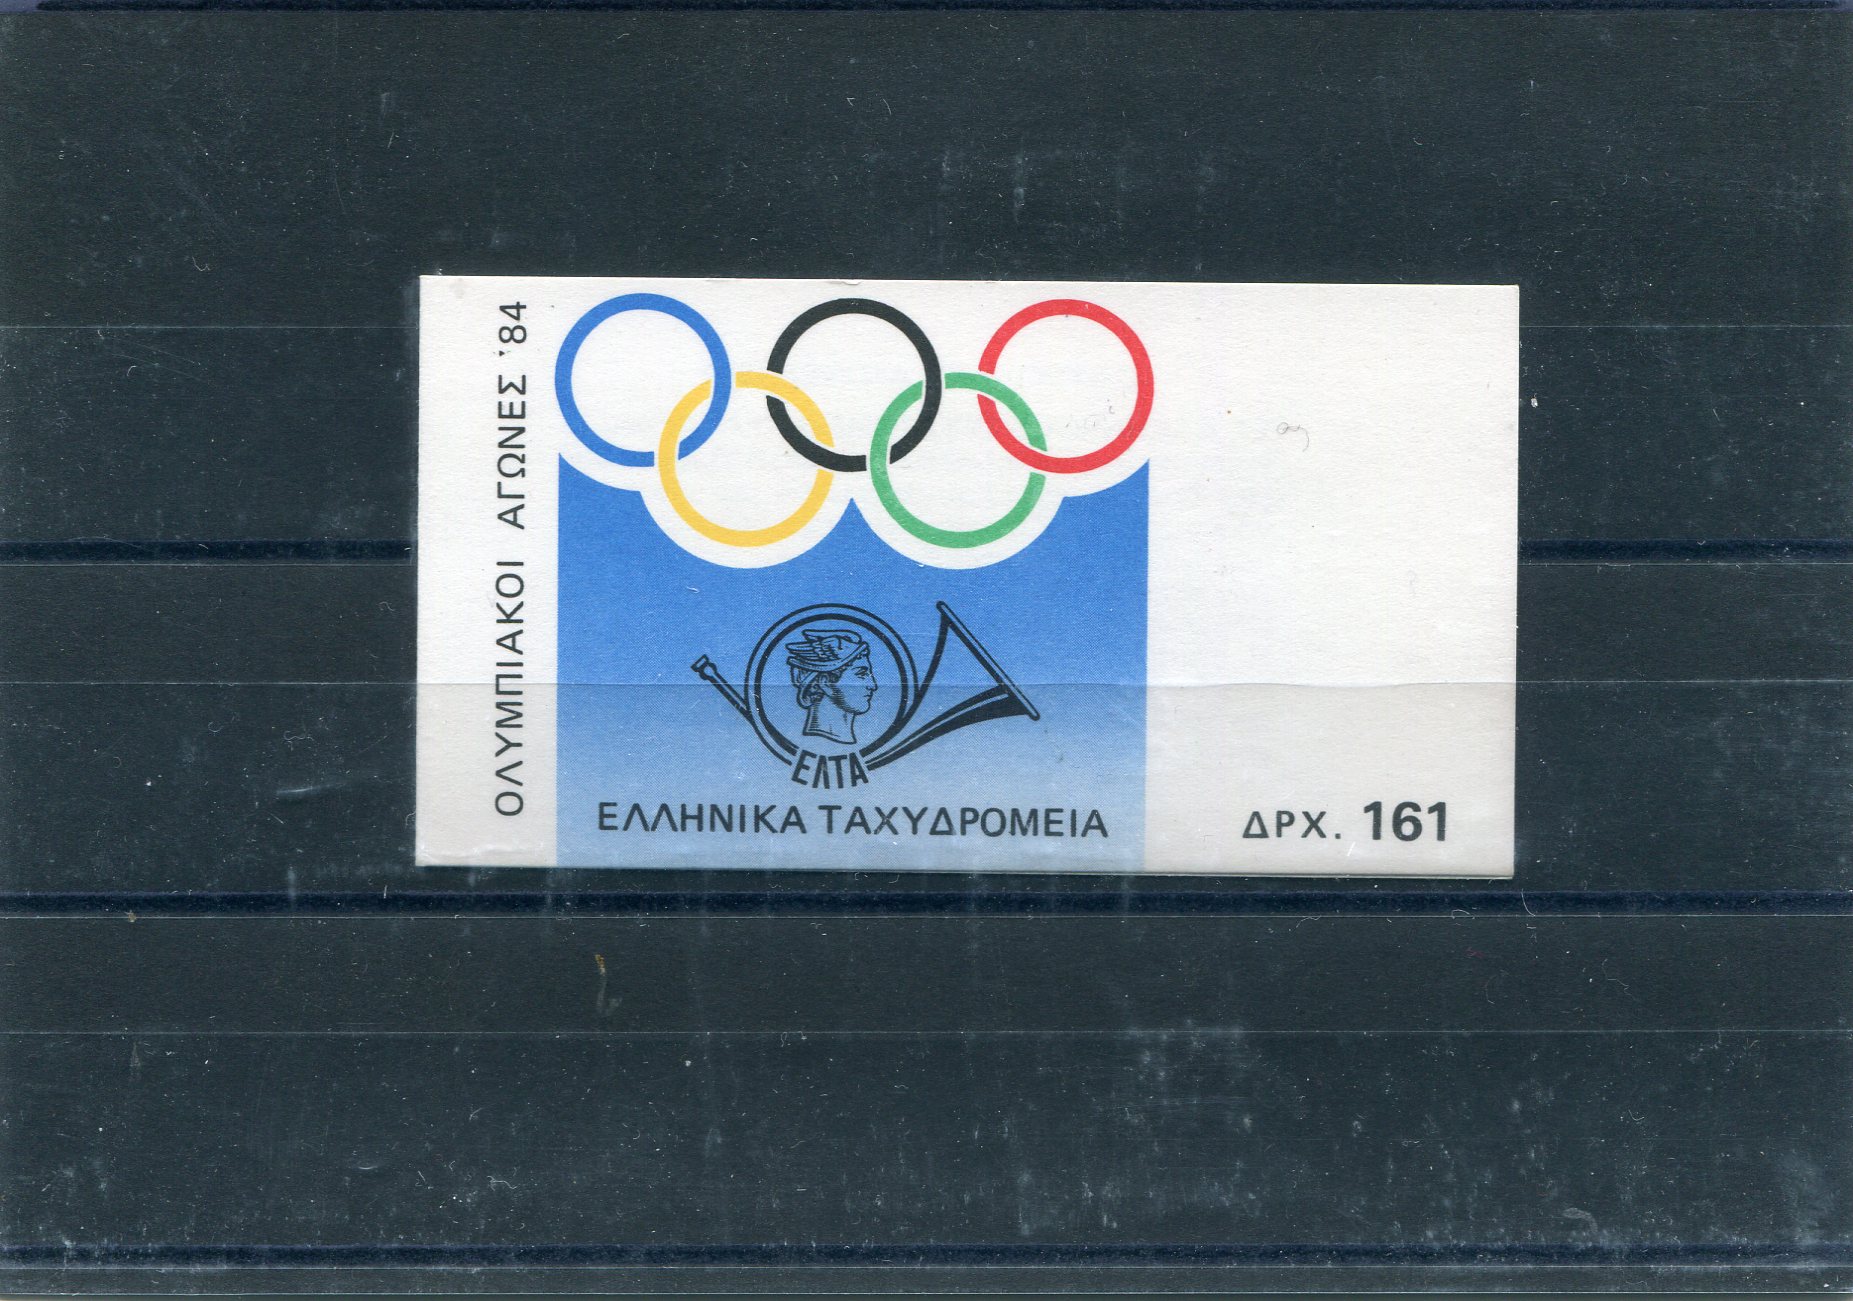 ΟΛΥΜΠΙΑΚΟΙ ΑΓΩΝΕΣ '84
ΕΛΤΑ
ΕΛΛΗΝΙΚΑ ΤΑΧΥΔΡΟΜΕΙΑ
ΔΡΧ. 161